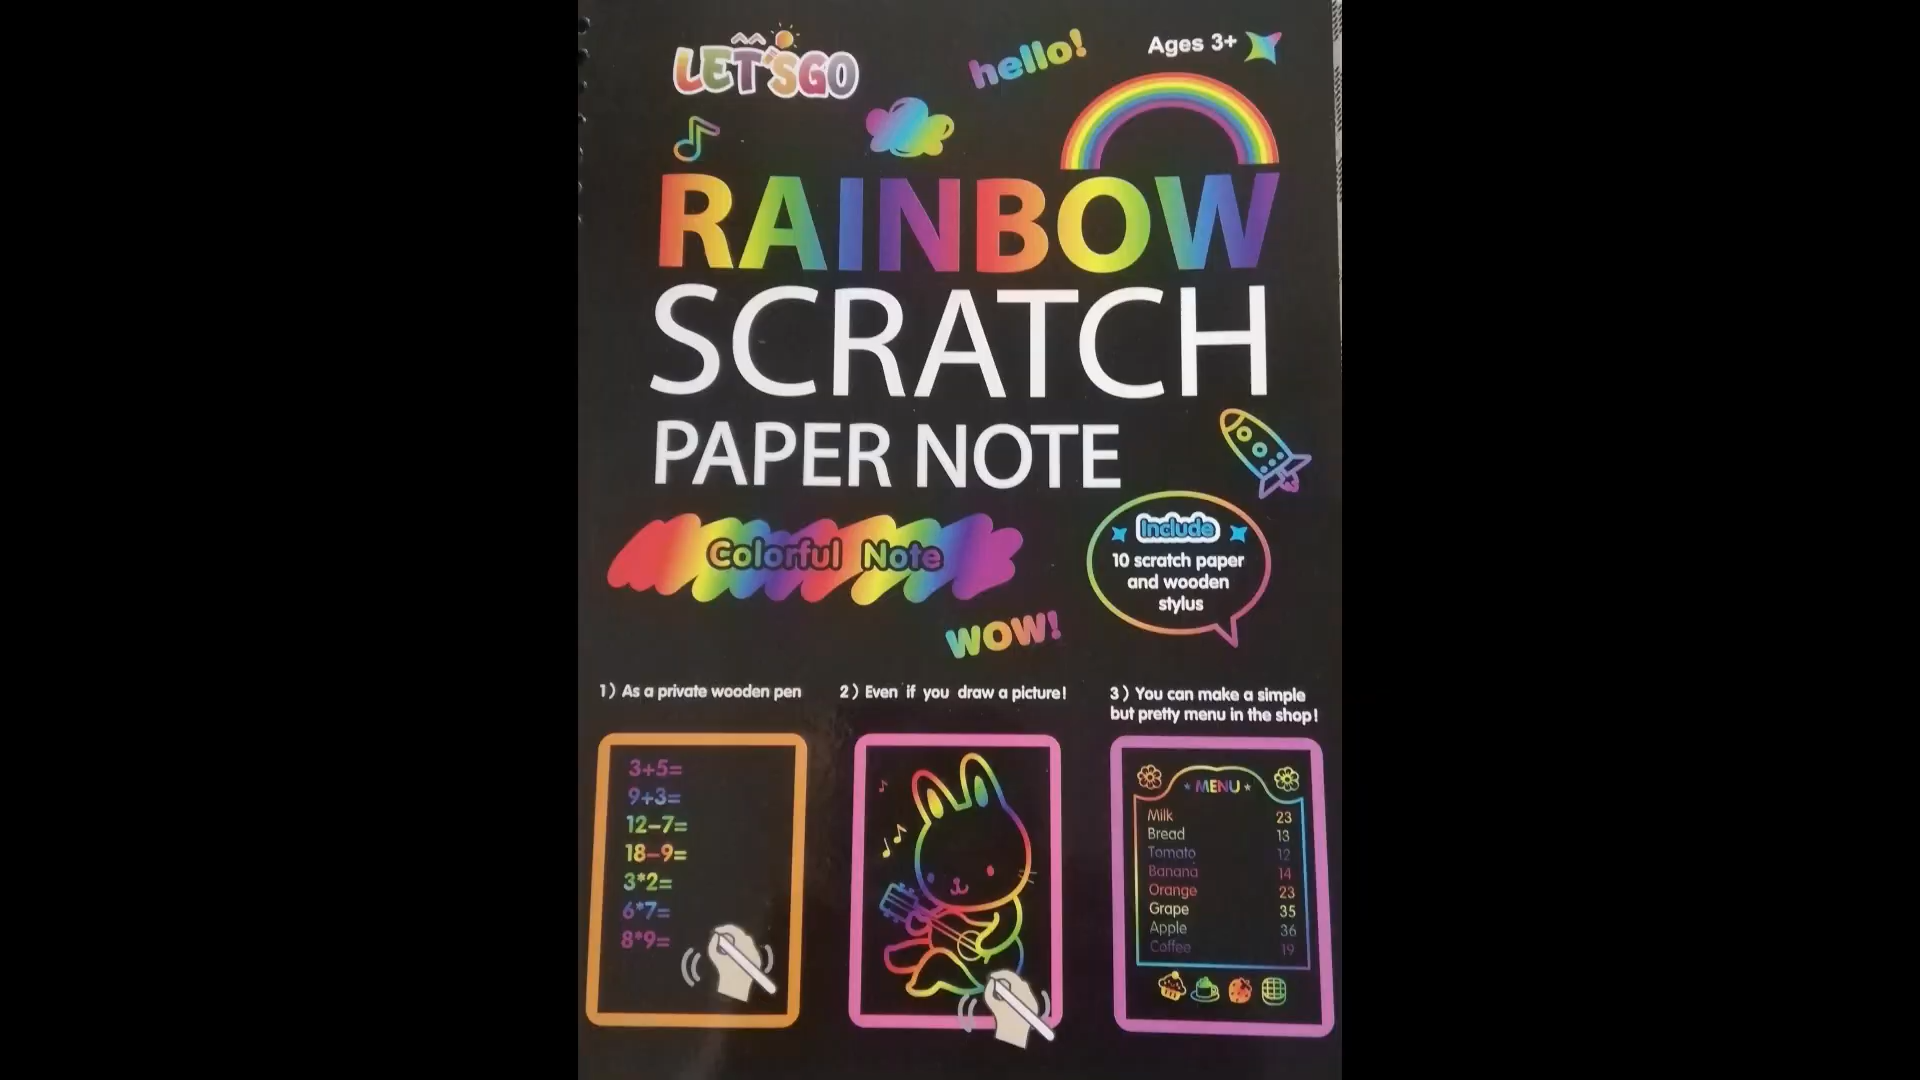 LET'SGO
hello!
Ages 3+
RAINBOW
SCRATCH
PAPER NOTE
Colorful Note
Include
10 scratch paper
and wooden
stylus
WOW!
1) As a private wooden pen
3+5=
9+3=
12-7=
18-9=
3*2=
6*7=
8*9=
2) Even if you draw a picture!
3) You can make a simple
but pretty menu in the shop!
MENU
Milk 23
Bread 13
Tomato 12
Banana 14
Orange 23
Grape 35
Apple 36
Coffee 19